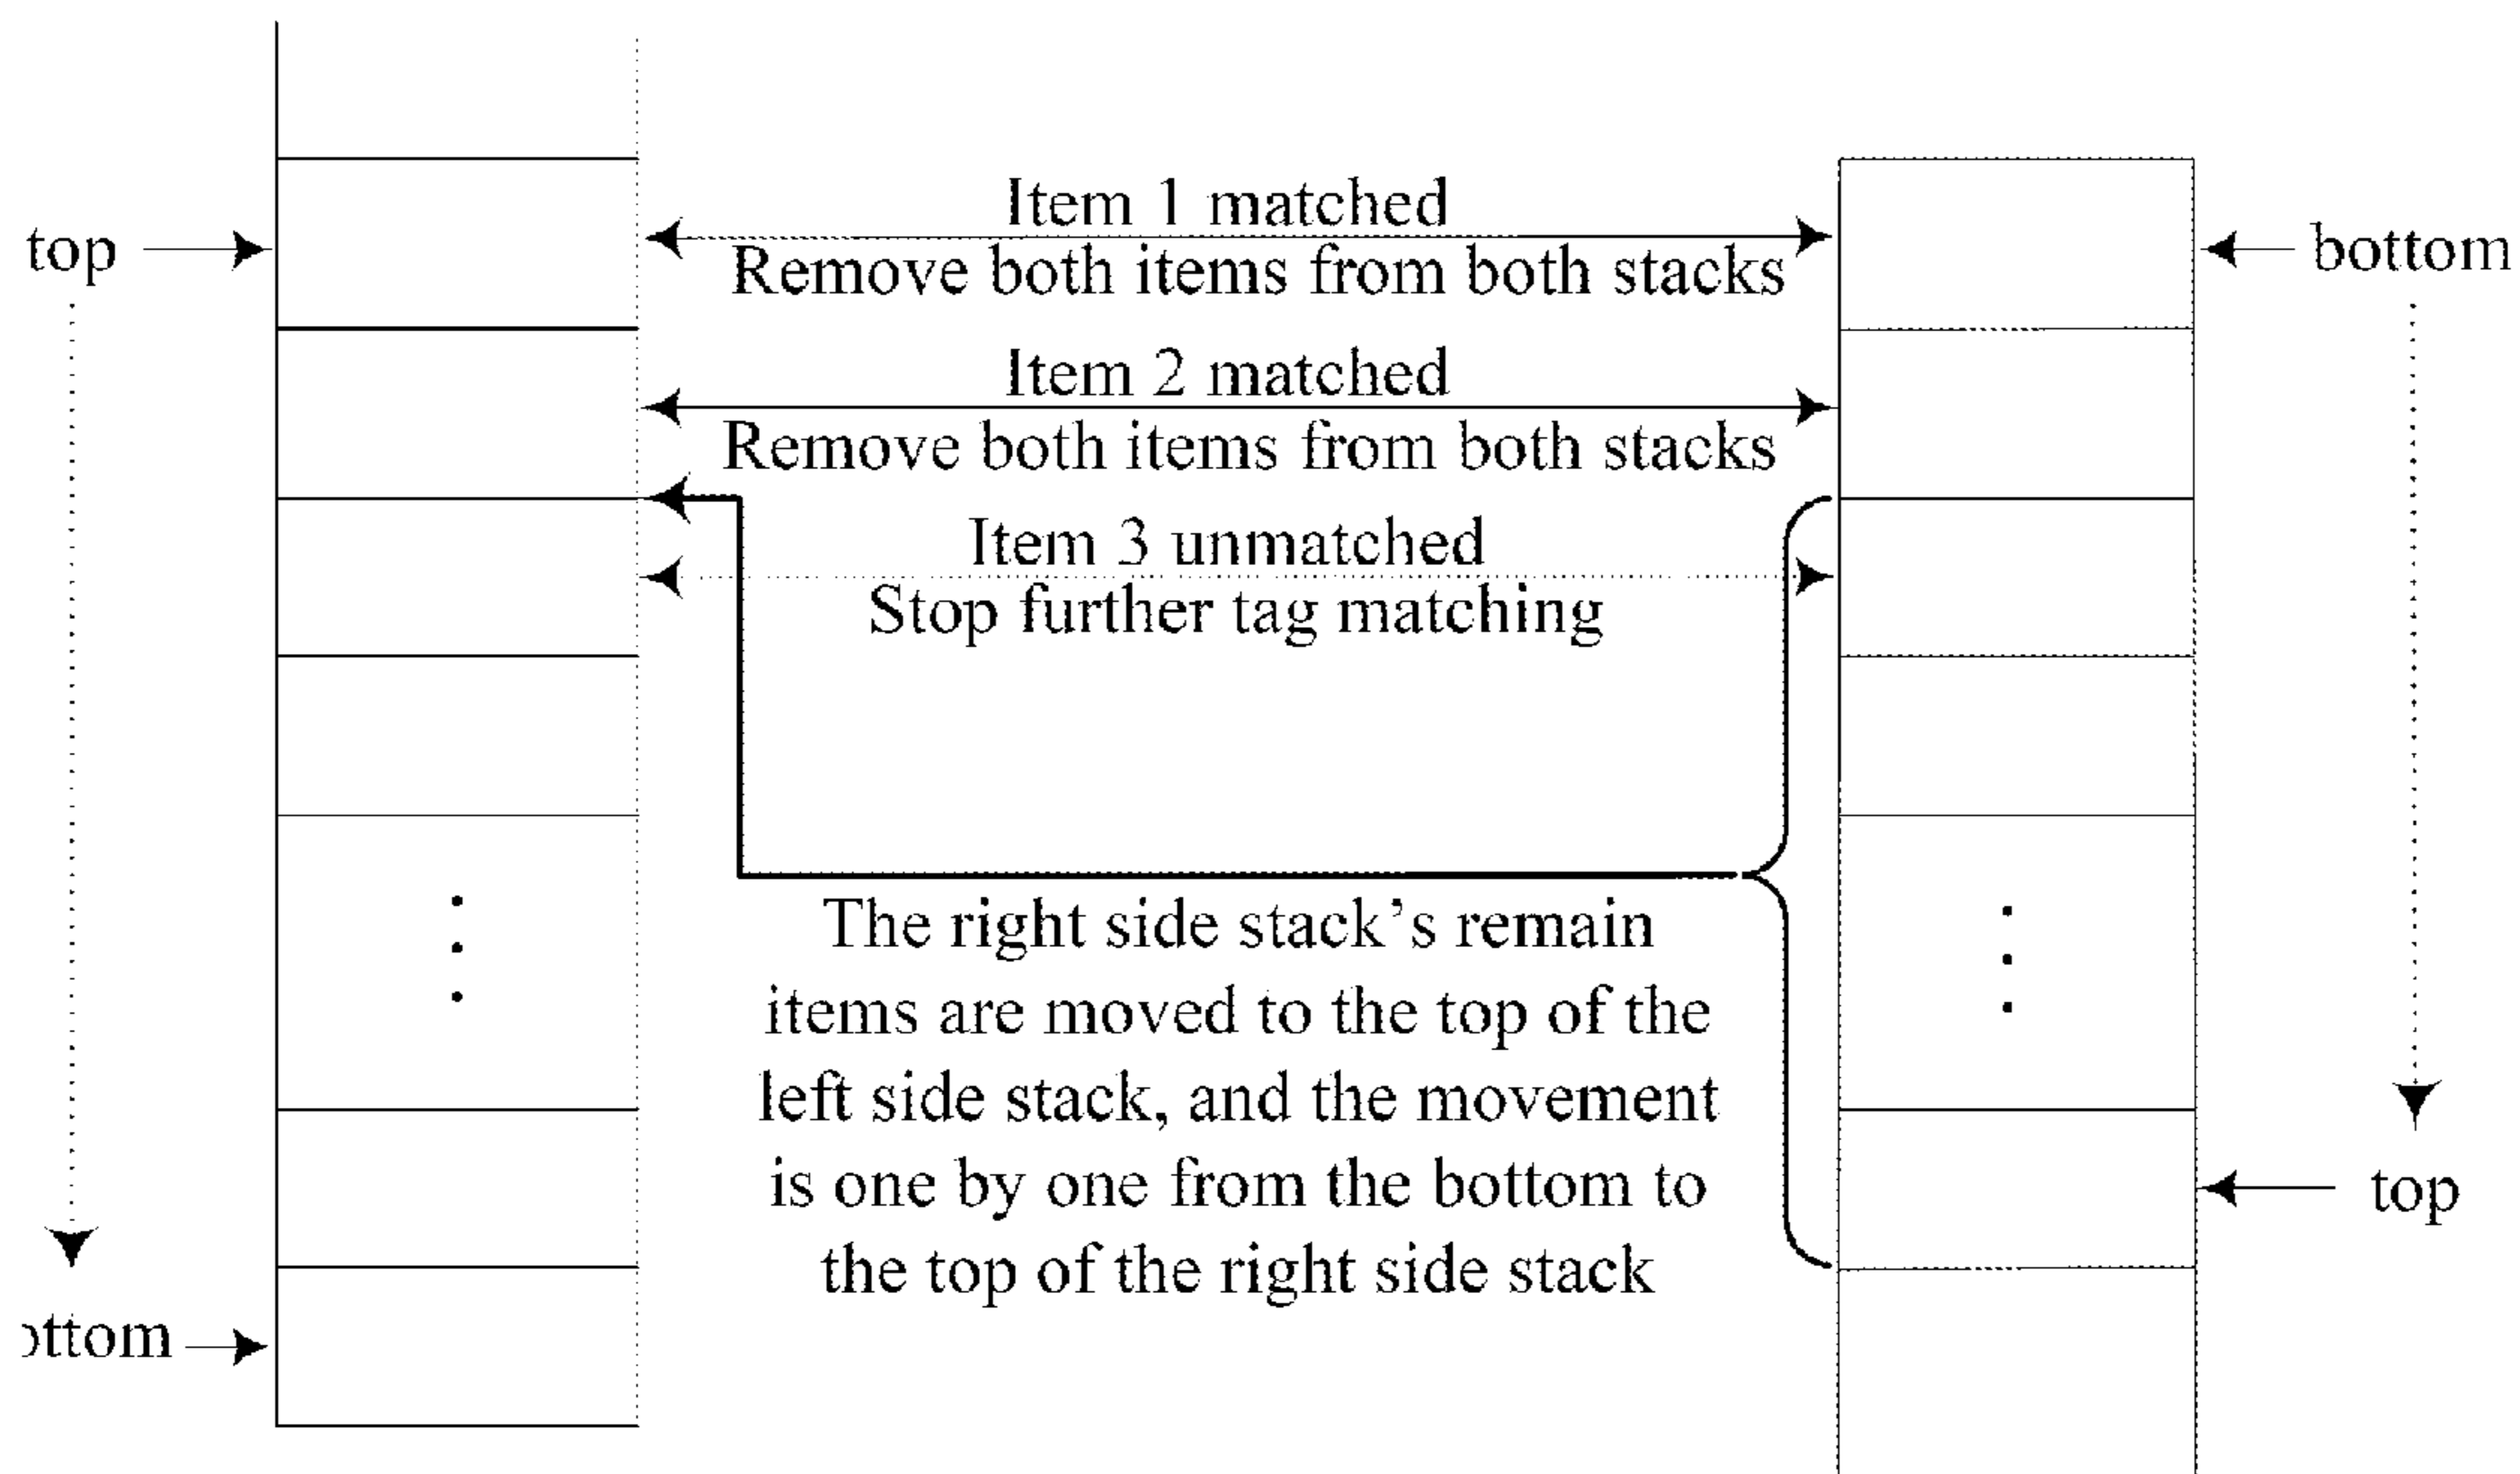 Item 1 matched
top
bottom
Remove both items from both stacks
Item 2 matched
Remove both items from both stacks
Item 3 unmatched
Stop further tag matching
The right side stack’s remain
items are moved to the top of the
left side stack, and the movement
is one by one from the bottom to
top
the top of the right side stack
ottom